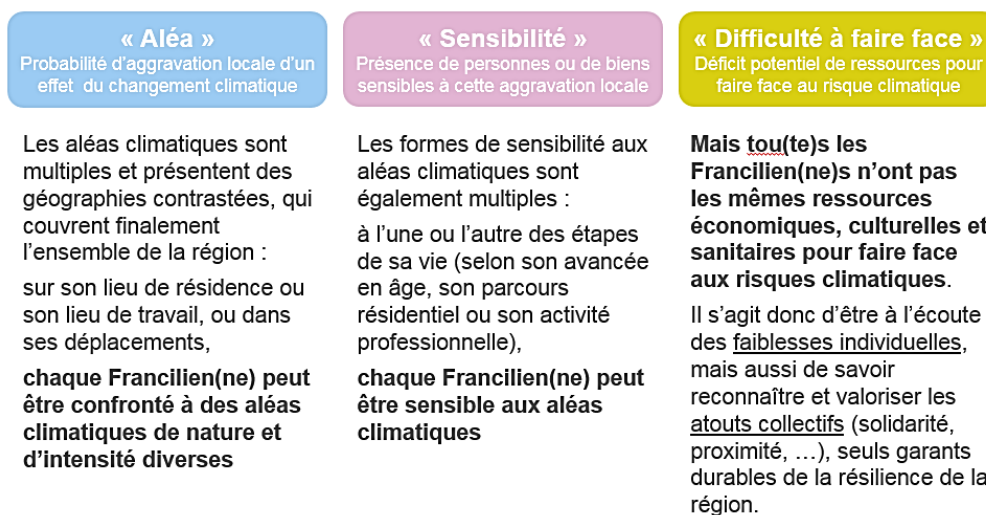 « Aléa »
Probabilité d'aggravation locale d'un
effet du changement climatique
Les aléas climatiques sont
multiples et présentent des
géographies contrastées, qui
couvrent finalement
l'ensemble de la région :
sur son lieu de résidence ou
son lieu de travail, ou dans
ses déplacements,
chaque Francilien(ne) peut
être confronté à des aléas
climatiques de nature et
d'intensité diverses
« Sensibilité »
Présence de personnes ou de biens
sensibles à cette aggravation locale
Les formes de sensibilité aux
aléas climatiques sont
également multiples :
à l'une ou l'autre des étapes
de sa vie (selon son avancée
en âge, son parcours
résidentiel ou son activité
professionnelle),
chaque Francilien(ne) peut
être sensible aux aléas
climatiques
« Difficulté à faire face »
Déficit potentiel de ressources pour
faire face au risque climatique
Mais tou(te)s les
Francilien(ne)s n'ont pas
les mêmes ressources
économiques, culturelles et
sanitaires pour faire face
aux risques climatiques.
Il s'agit donc d'être à l'écoute
des faiblesses individuelles,
mais aussi de savoir
reconnaître et valoriser les
atouts collectifs (solidarité,
proximité, …), seuls garants
durables de la résilience de la
région.